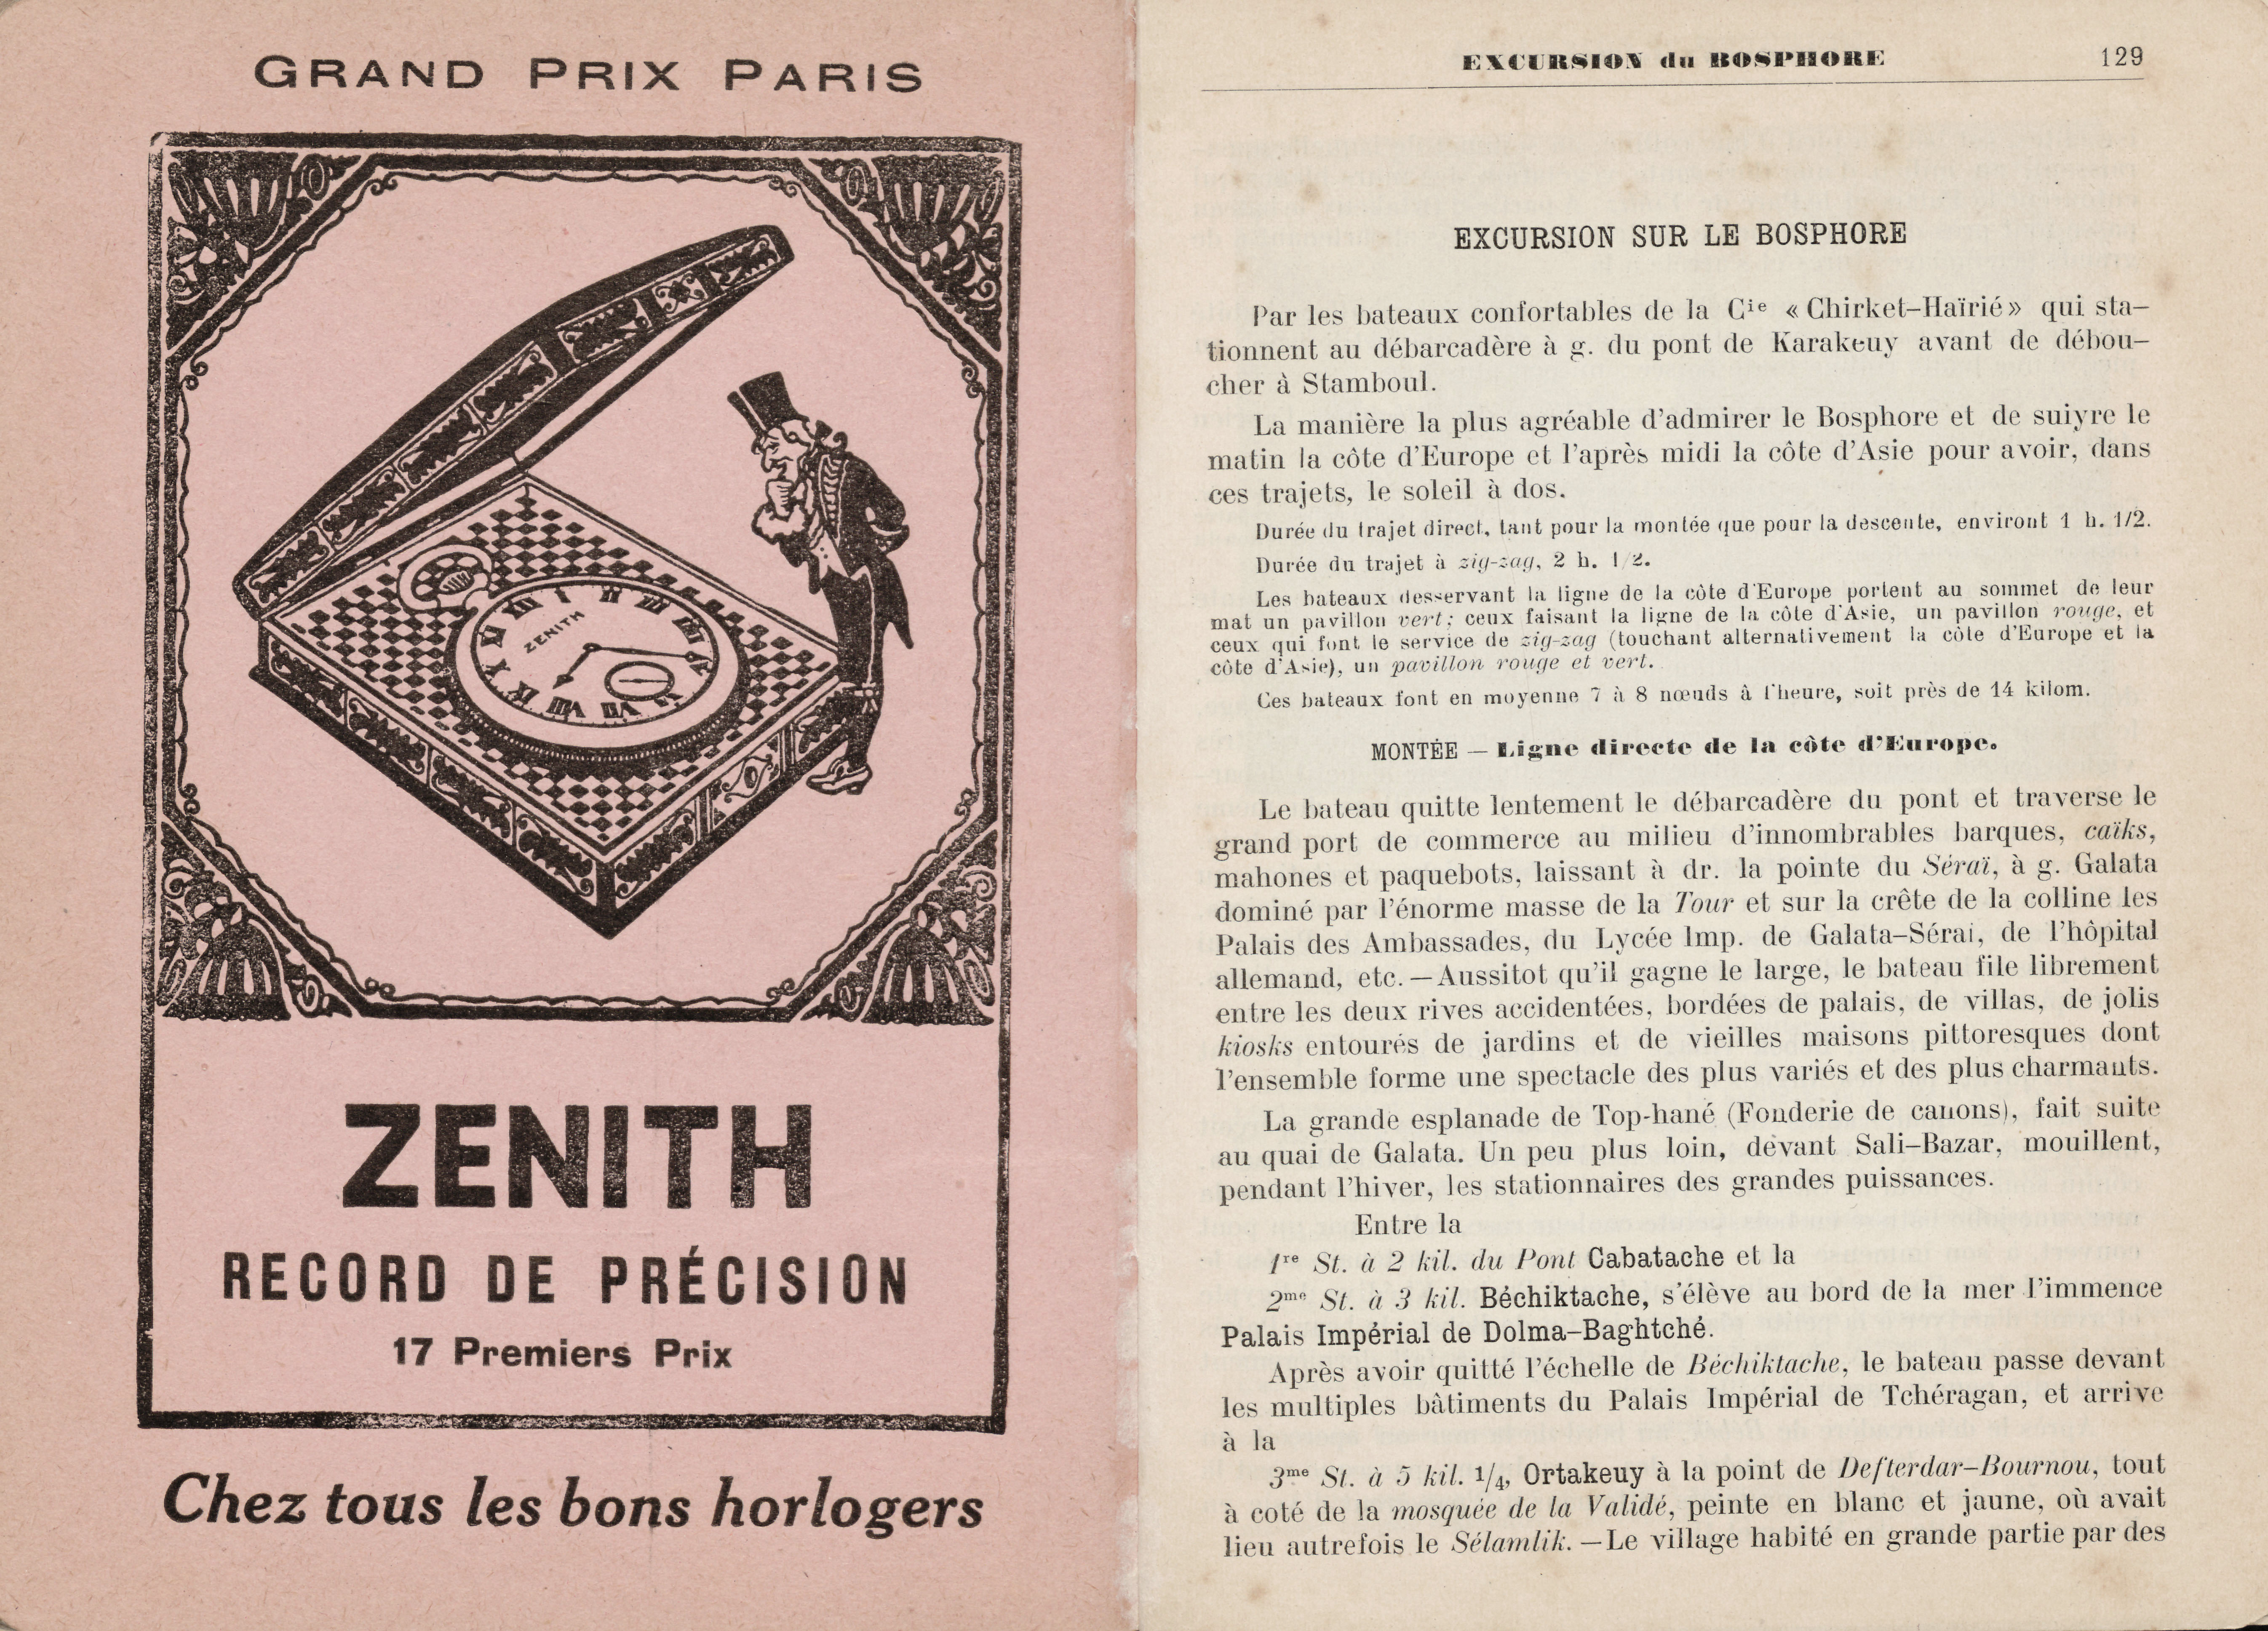 GRAND PRIX PARIS
ZENITH
ZENITH
RECORD DE PRÉCISION
17 Premiers Prix
Chez tous les bons horlogers
EXCURSION du BOSPHORE 129
EXCURSION SUR LE BOSPHORE
Par les bateaux confortables de la Cie « Chirket–Haïrié » qui sta–
tionnent au débarcadère à g. du pont de Karakeuy avant de débou–
cher à Stamboul.
La manière la plus agréable d'admirer le Bosphore et de suiyre le
matin la côte d'Europe et l'après midi la côte d'Asie pour avoir, dans
ces trajets, le soleil à dos.
Durée du trajet direct, tant pour la montée que pour la descente, environt 1 h. 1/2.
Durée du trajet à zig-zag, 2 h. 1/2.
Les bateaux desservant la ligne de la côte d'Europe portent au sommet de leur
mat un pavillon vert; ceux faisant la ligne de la côte d'Asie, un pavillon rouge, et
ceux qui font le service de zig-zag (touchant alternativement la côte d'Europe et la
côte d'Asie), un pavillon rouge et vert.
Ces bateaux font en moyenne 7 à 8 nœuds à l'heure, soit près de 14 kilom.
MONTÉE — Ligne directe de la côte d'Europe.
Le bateau quitte lentement le débarcadère du pont et traverse le
grand port de commerce au milieu d'innombrables barques, caïks,
mahones et paquebots, laissant à dr. la pointe du Séraï, à g. Galata
dominé par l'énorme masse de la Tour et sur la crête de la colline les
Palais des Ambassades, du Lycée Imp. de Galata–Sérai, de l'hôpital
allemand, etc. — Aussitot qu'il gagne le large, le bateau file librement
entre les deux rives accidentées, bordées de palais, de villas, de jolis
kiosks entourés de jardins et de vieilles maisons pittoresques dont
l'ensemble forme une spectacle des plus variés et des plus charmants.
La grande esplanade de Top-hané (Fonderie de canons), fait suite
au quai de Galata. Un peu plus loin, devant Sali–Bazar, mouillent,
pendant l'hiver, les stationnaires des grandes puissances.
Entre la
1re St. à 2 kil. du Pont Cabatache et la
2me St. à 3 kil. Béchiktache, s'élève au bord de la mer l'immence
Palais Impérial de Dolma–Baghtché.
Après avoir quitté l'échelle de Béchiktache, le bateau passe devant
les multiples bâtiments du Palais Impérial de Tchéragan, et arrive
à la
3me St. à 5 kil. 1/4, Ortakeuy à la point de Defterdar–Bournou, tout
à coté de la mosquée de la Validé, peinte en blanc et jaune, où avait
lieu autrefois le Sélamlik. — Le village habité en grande partie par des